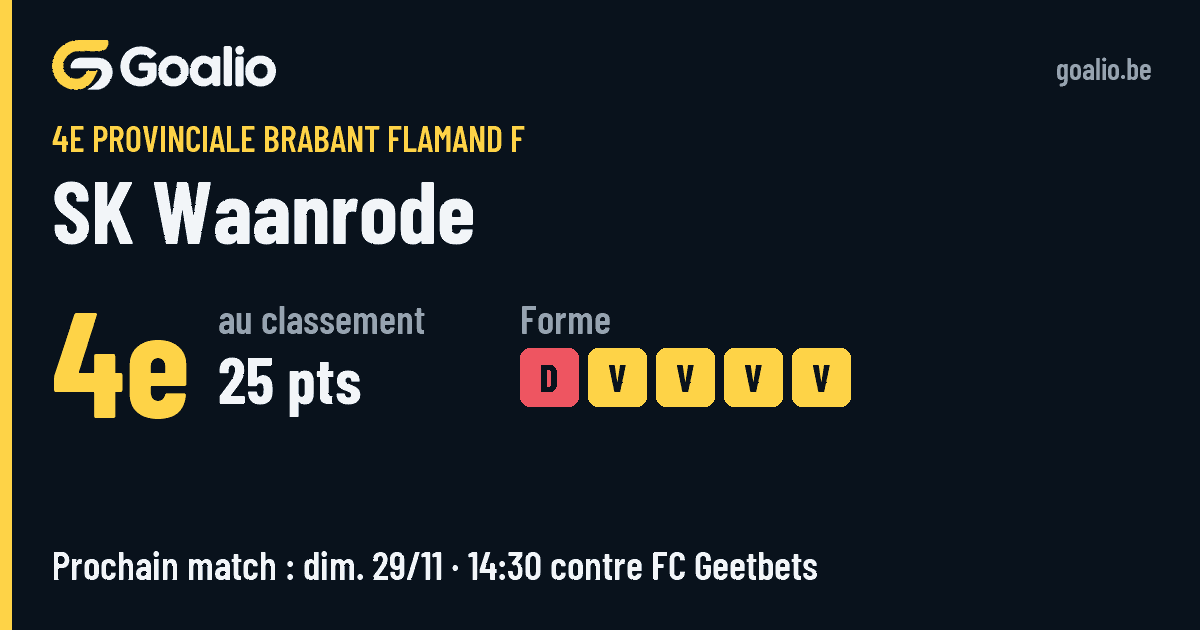 Goalio
goalio.be
4E PROVINCIALE BRABANT FLAMAND F
SK Waanrode
4e
au classement
25 pts
Forme
D V V V V
Prochain match : dim. 29/11 · 14:30 contre FC Geetbets